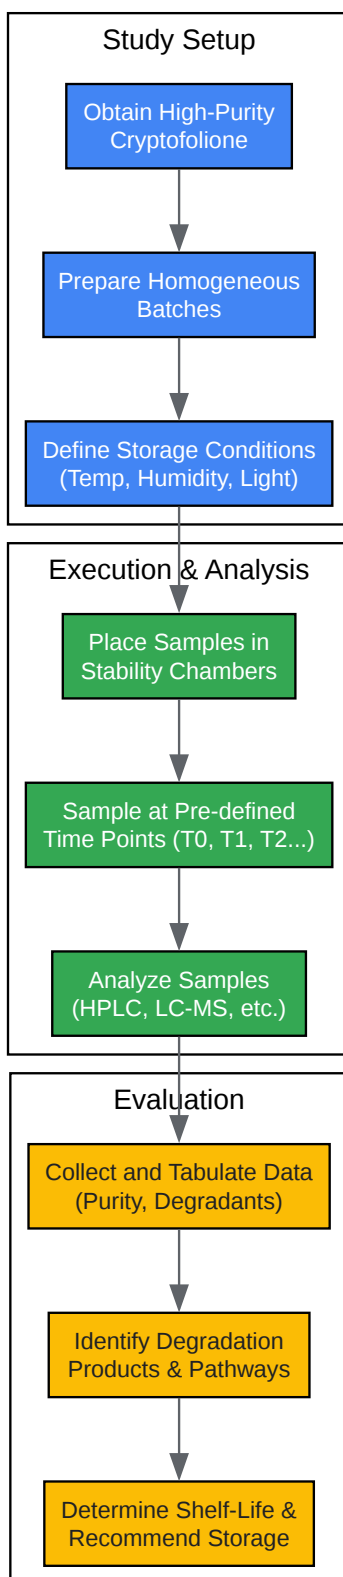 Study Setup
Obtain High-Purity
Cryptofolione
Prepare Homogeneous
Batches
Define Storage Conditions
(Temp, Humidity, Light)
Execution & Analysis
Place Samples in
Stability Chambers
Sample at Pre-defined
Time Points (T0, T1, T2...)
Analyze Samples
(HPLC, LC-MS, etc.)
Evaluation
Collect and Tabulate Data
(Purity, Degradants)
Identify Degradation
Products & Pathways
Determine Shelf-Life &
Recommend Storage